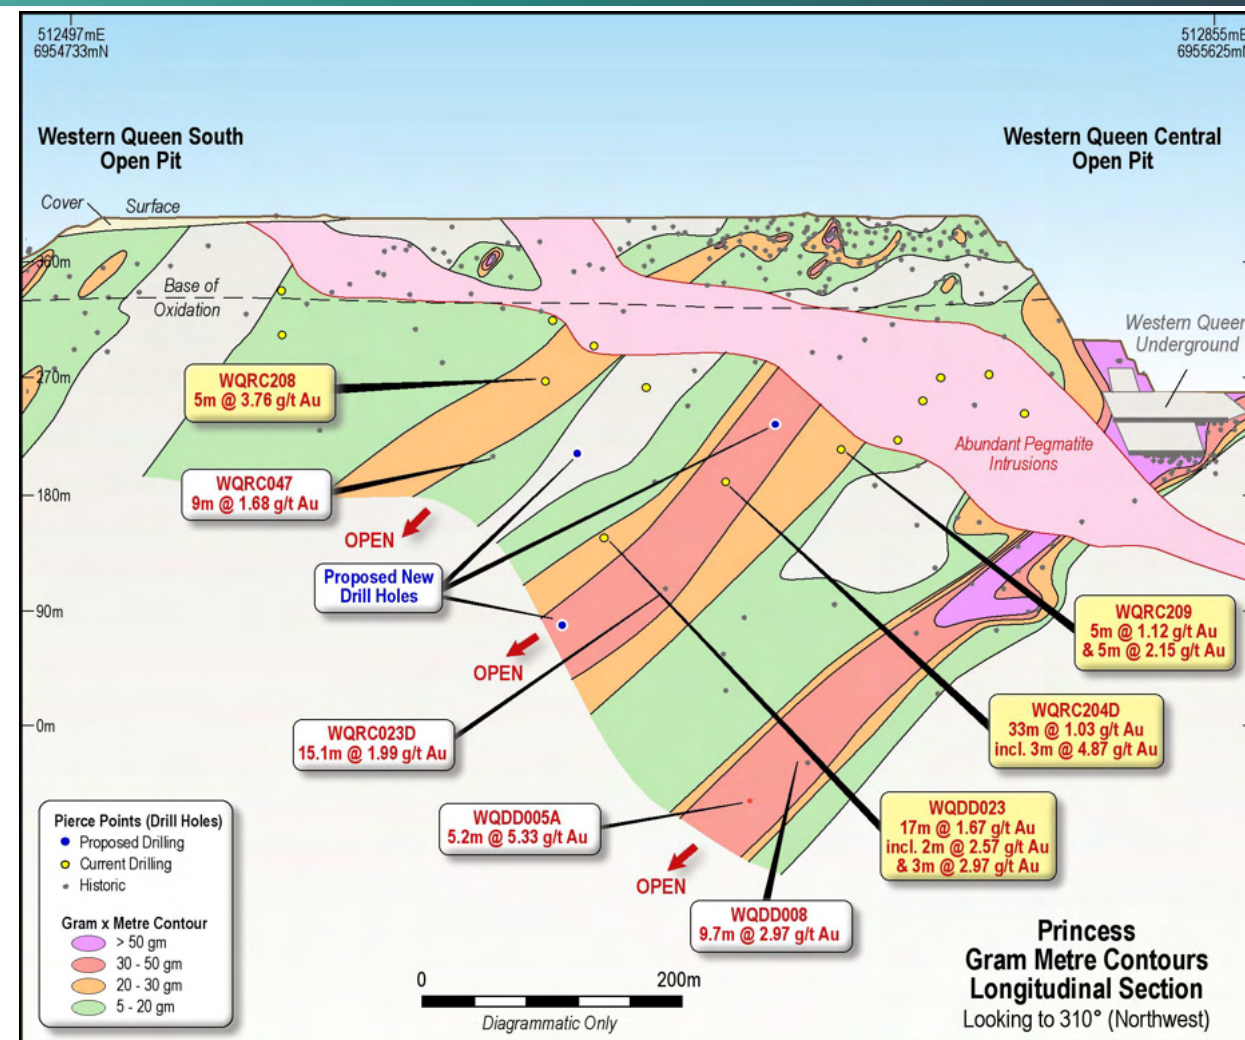 512497mE
6954733mN
512855mE
6955625mN
Western Queen South
Open Pit
Western Queen Central
Open Pit
Cover
Surface
360m
Base of
Oxidation
Western Queen
Underground
270m
WQRC208
5m @ 3.76 g/t Au
Abundant Pegmatite
Intrusions
WQRC047
9m @ 1.68 g/t Au
180m
OPEN
Proposed New
Drill Holes
90m
WQRC209
5m @ 1.12 g/t Au
& 5m @ 2.15 g/t Au
OPEN
0m
WQRC023D
15.1m @ 1.99 g/t Au
WQRC204D
33m @ 1.03 g/t Au
incl. 3m @ 4.87 g/t Au
WQDD005A
5.2m @ 5.33 g/t Au
WQDD023
17m @ 1.67 g/t Au
incl. 2m @ 2.57 g/t Au
& 3m @ 2.97 g/t Au
OPEN
WQDD008
9.7m @ 2.97 g/t Au
Pierce Points (Drill Holes)
Proposed Drilling
Current Drilling
Historic
Gram x Metre Contour
> 50 gm
30 - 50 gm
20 - 30 gm
5 - 20 gm
0
200m
Diagrammatic Only
Princess
Gram Metre Contours
Longitudinal Section
Looking to 310° (Northwest)